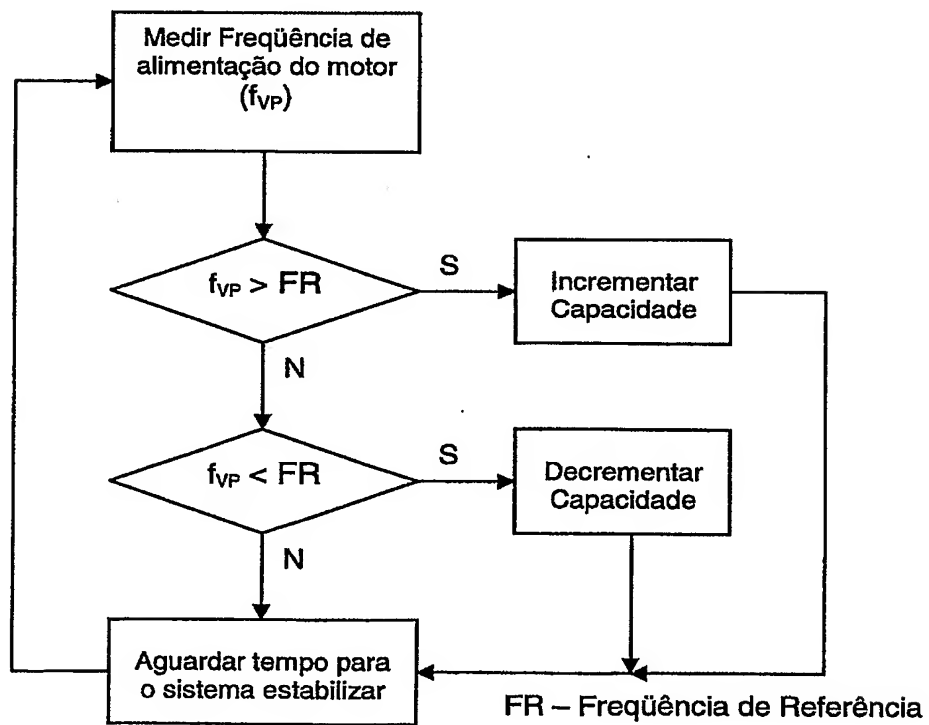 Medir Freqüência de
alimentação do motor
(fVP)
fVP > FR
S
Incrementar
Capacidade
N
fVP < FR
S
Decrementar
Capacidade
N
Aguardar tempo para
o sistema estabilizar
FR – Freqüência de Referência